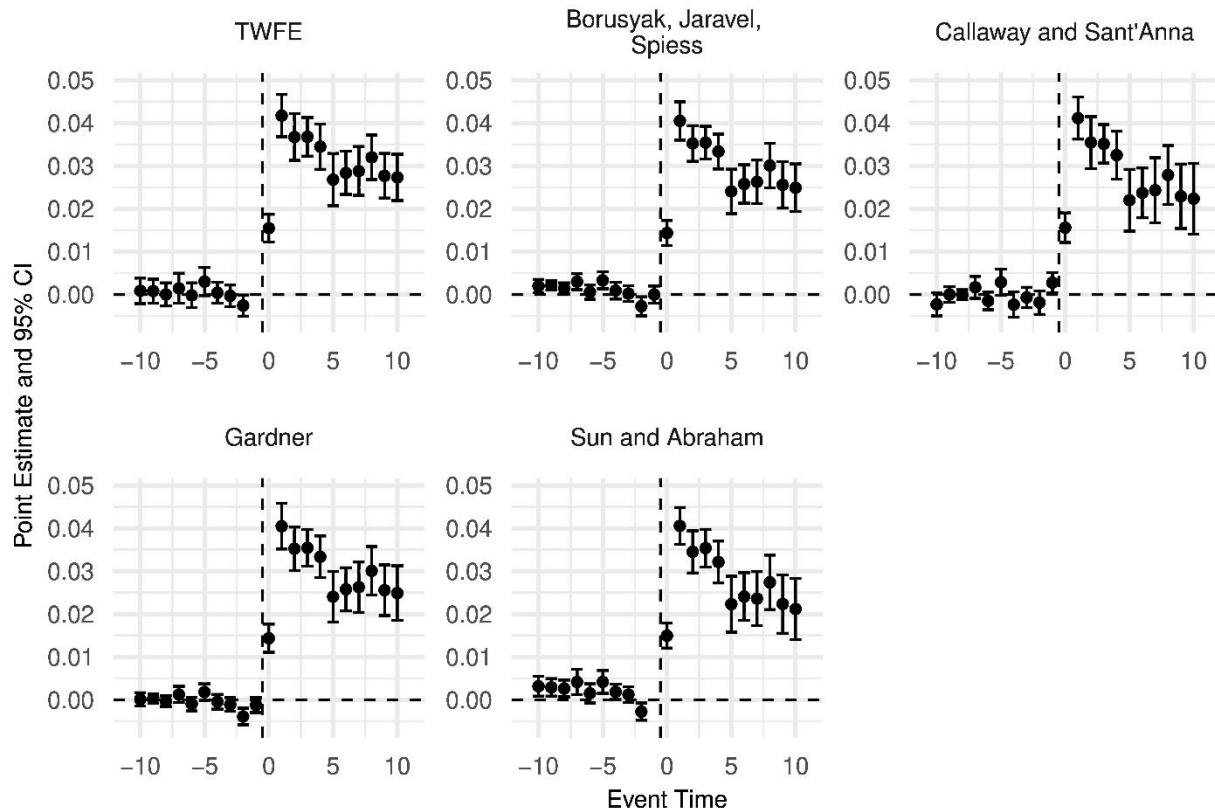 TWFE
Borusyak, Jaravel,
Spiess
Callaway and Sant'Anna
0.05
0.04
0.03
0.02
0.01
0.00
−10 −5 0 5 10
−10 −5 0 5 10
−10 −5 0 5 10
Point Estimate and 95% CI
Gardner
Sun and Abraham
0.05
0.04
0.03
0.02
0.01
0.00
0.05
0.04
0.03
0.02
0.01
0.00
0.05
0.04
0.03
0.02
0.01
0.00
0.05
0.04
0.03
0.02
0.01
0.00
−10 −5 0 5 10
−10 −5 0 5 10
Event Time